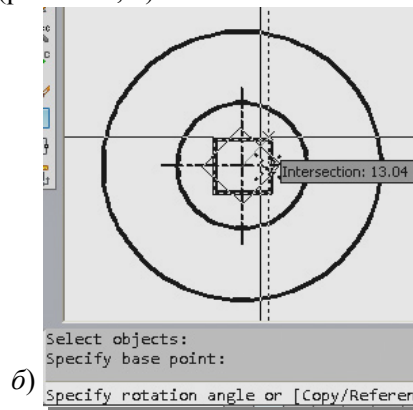 Intersection: 13.04
Select objects:
Specify base point:
б)
Specify rotation angle or [Copy/Referen